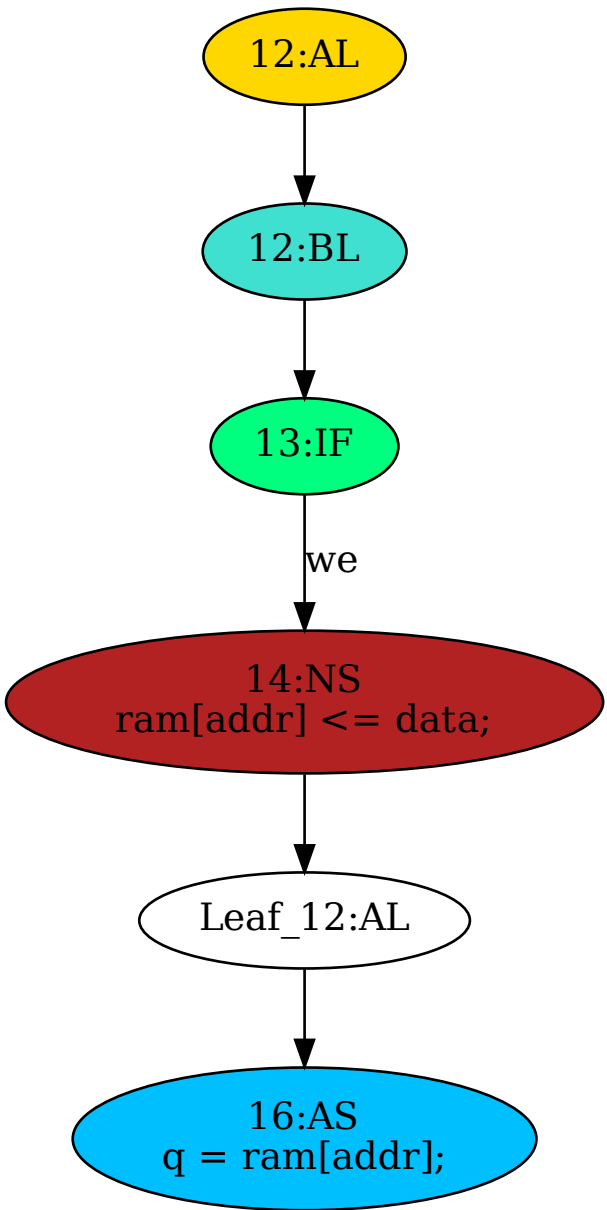 12:AL
12:BL
13:IF
we
14:NS
ram[addr] <= data;
Leaf_12:AL
16:AS
q = ram[addr];